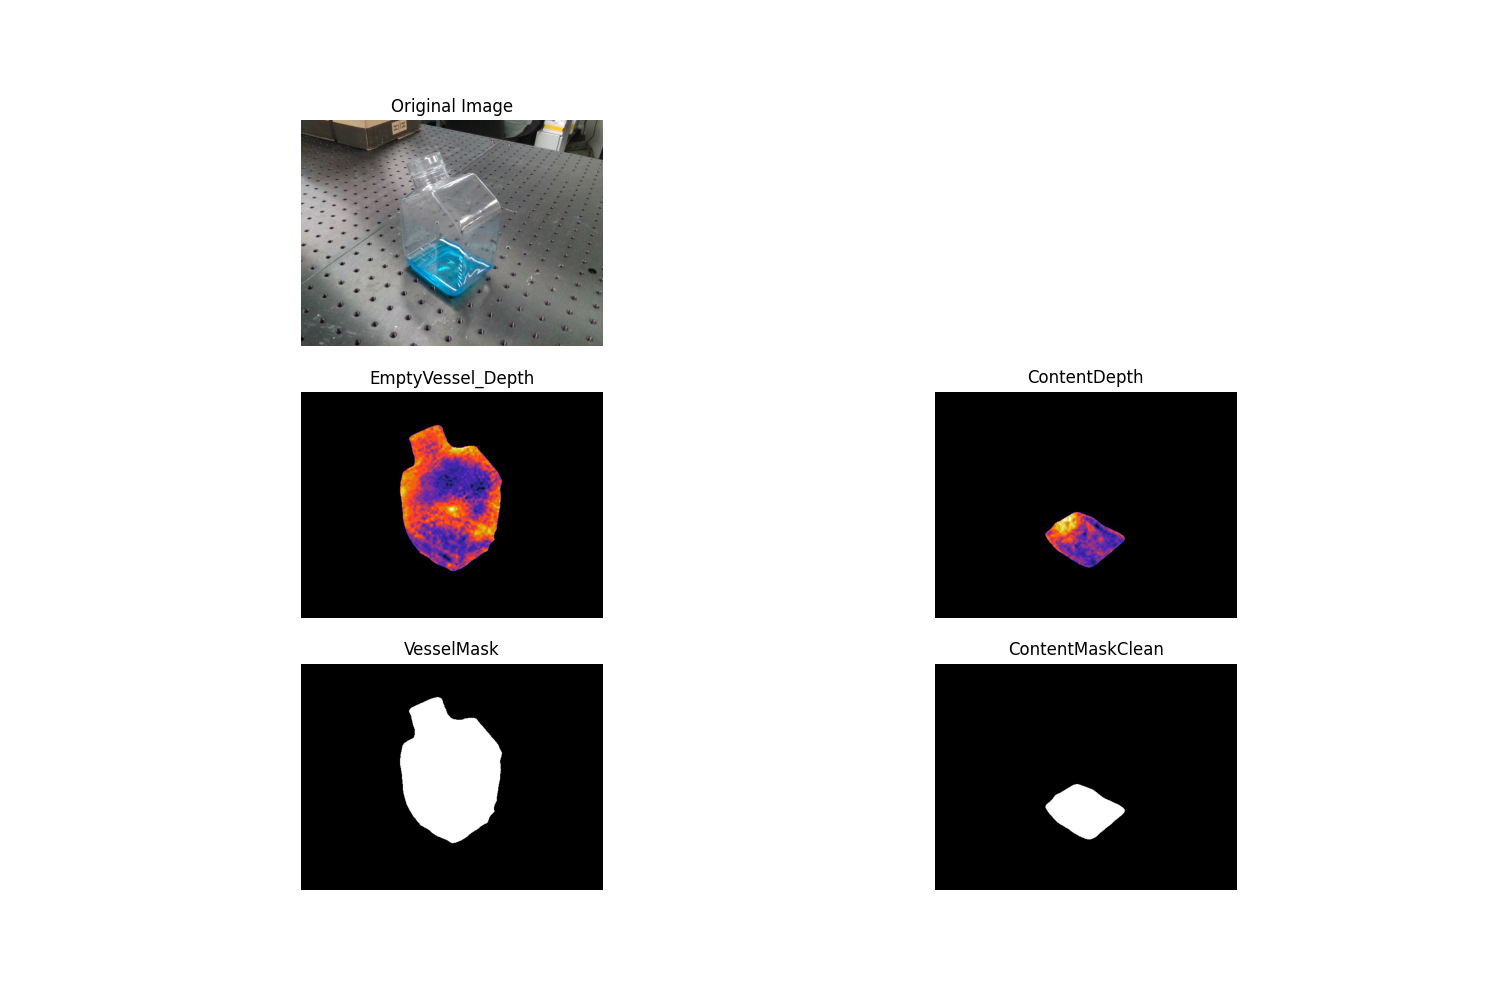 Original Image
EmptyVessel_Depth
ContentDepth
VesselMask
ContentMaskClean